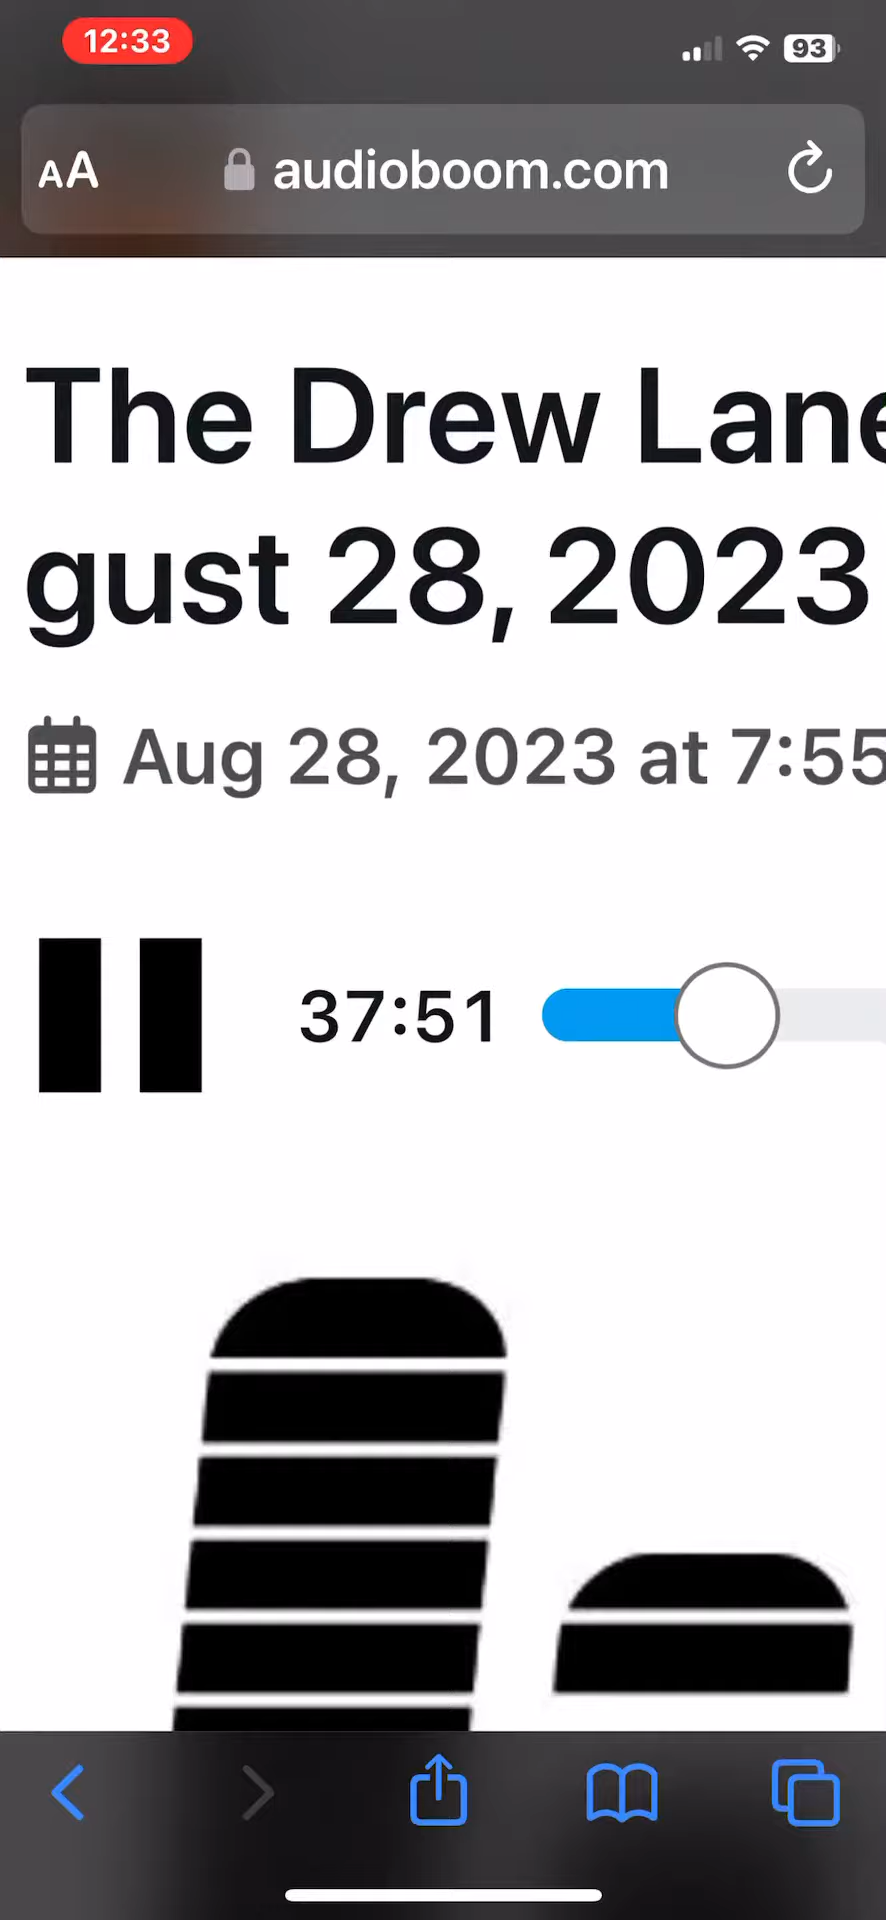 12:33
93
AA
audioboom.com
The Drew Lane
gust 28, 2023
Aug 28, 2023 at 7:55
37:51